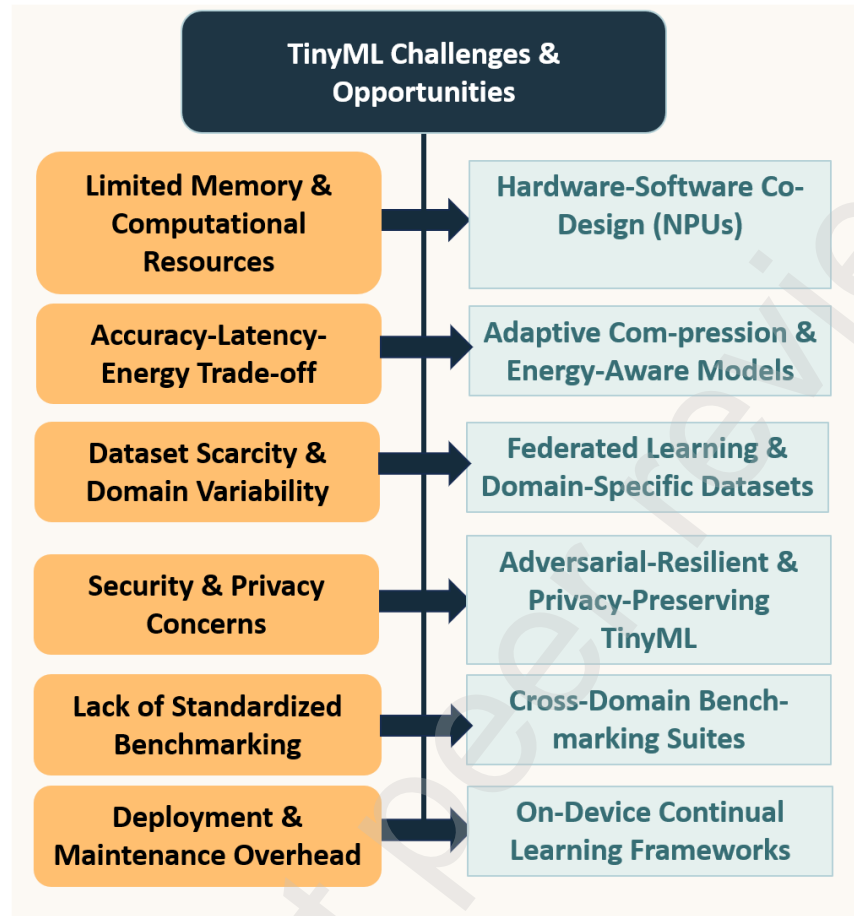 TinyML Challenges &
Opportunities
Limited Memory &
Computational
Resources
Hardware-Software Co-
Design (NPUs)
Accuracy-Latency-
Energy Trade-off
Adaptive Com-pression &
Energy-Aware Models
Dataset Scarcity &
Domain Variability
Federated Learning &
Domain-Specific Datasets
Security & Privacy
Concerns
Adversarial-Resilient &
Privacy-Preserving
TinyML
Lack of Standardized
Benchmarking
Cross-Domain Bench-
marking Suites
Deployment &
Maintenance Overhead
On-Device Continual
Learning Frameworks
peer